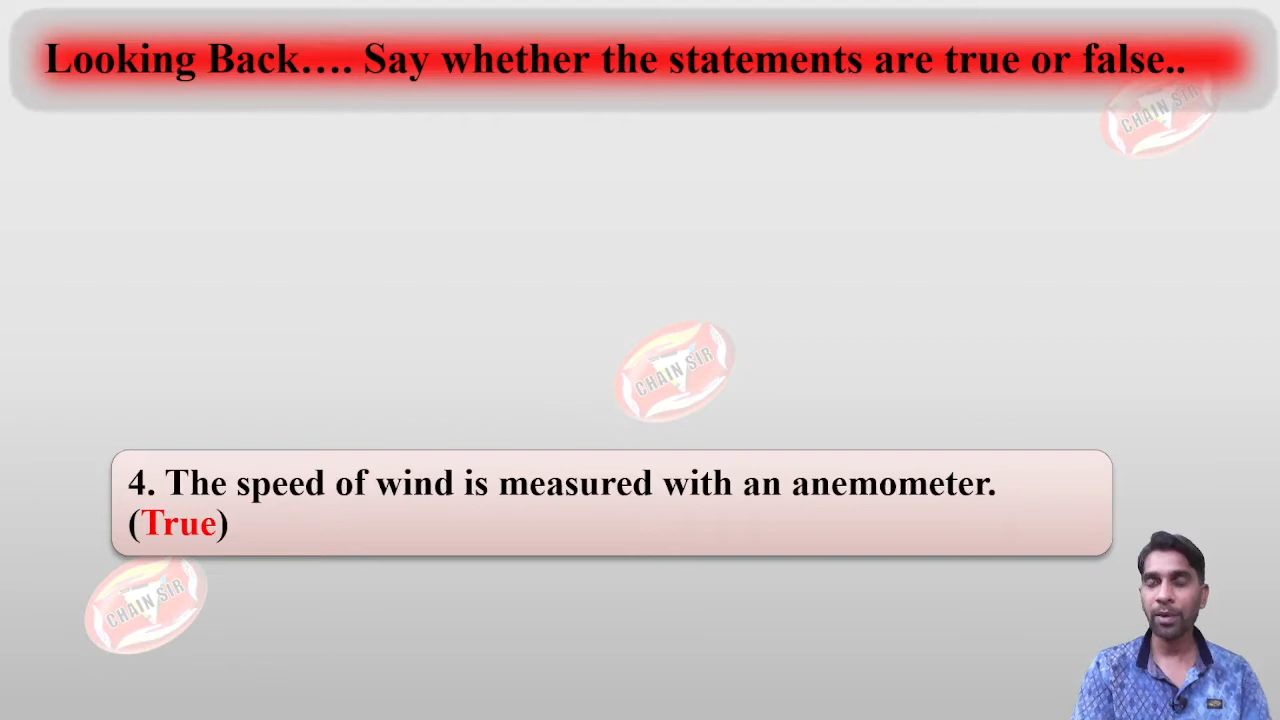 Looking Back.... Say whether the statements are true or false..
CHAIN SIR
CHAIN SIR
4. The speed of wind is measured with an anemometer.
(True)
CHAIN SIR